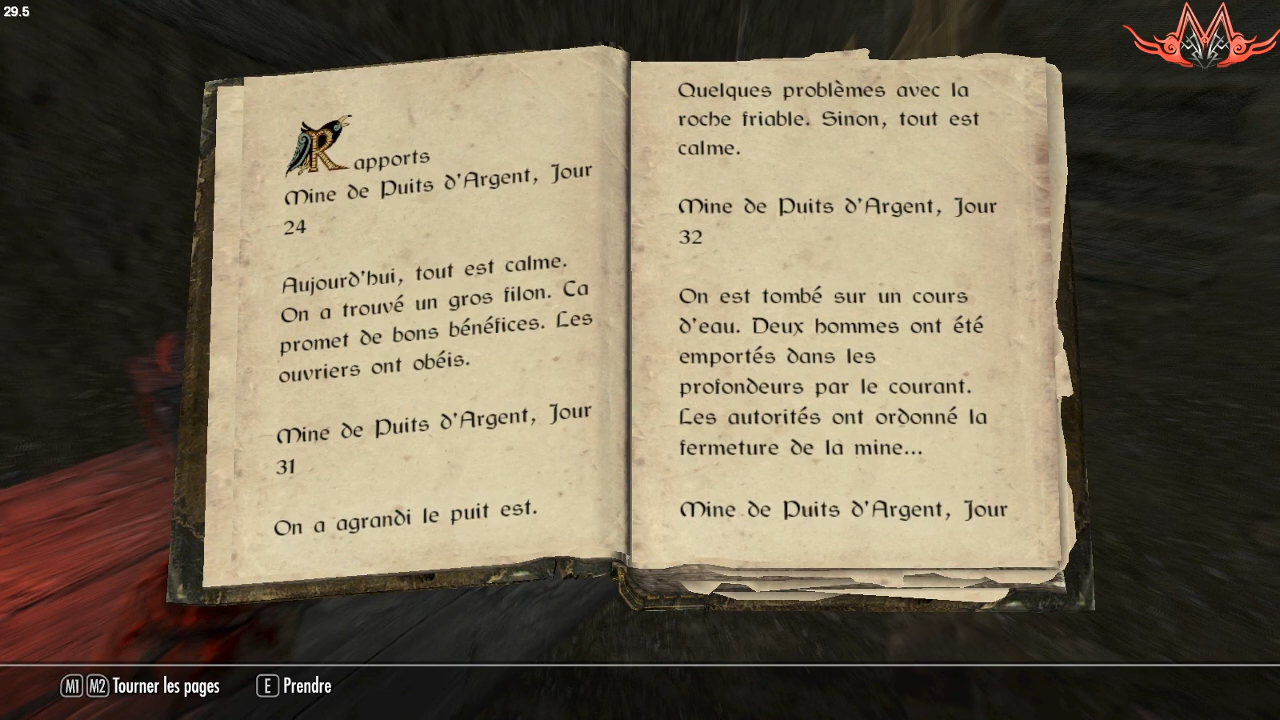 29.5
Rapports
Mine de Puits d'Argent, Jour
24
Aujourd'hui, tout est calme.
On a trouvé un gros filon. Ca
promet de bons bénéfices. Les
ouvriers ont obéis.
Mine de Puits d'Argent, Jour
31
On a agrandi le puit est.
Quelques problèmes avec la
roche friable. Sinon, tout est
calme.
Mine de Puits d'Argent, Jour
32
On est tombé sur un cours
d'eau. Deux hommes ont été
emportés dans les
profondeurs par le courant.
Les autorités ont ordonné la
fermeture de la mine...
Mine de Puits d'Argent, Jour
M1 M2 Tourner les pages E Prendre